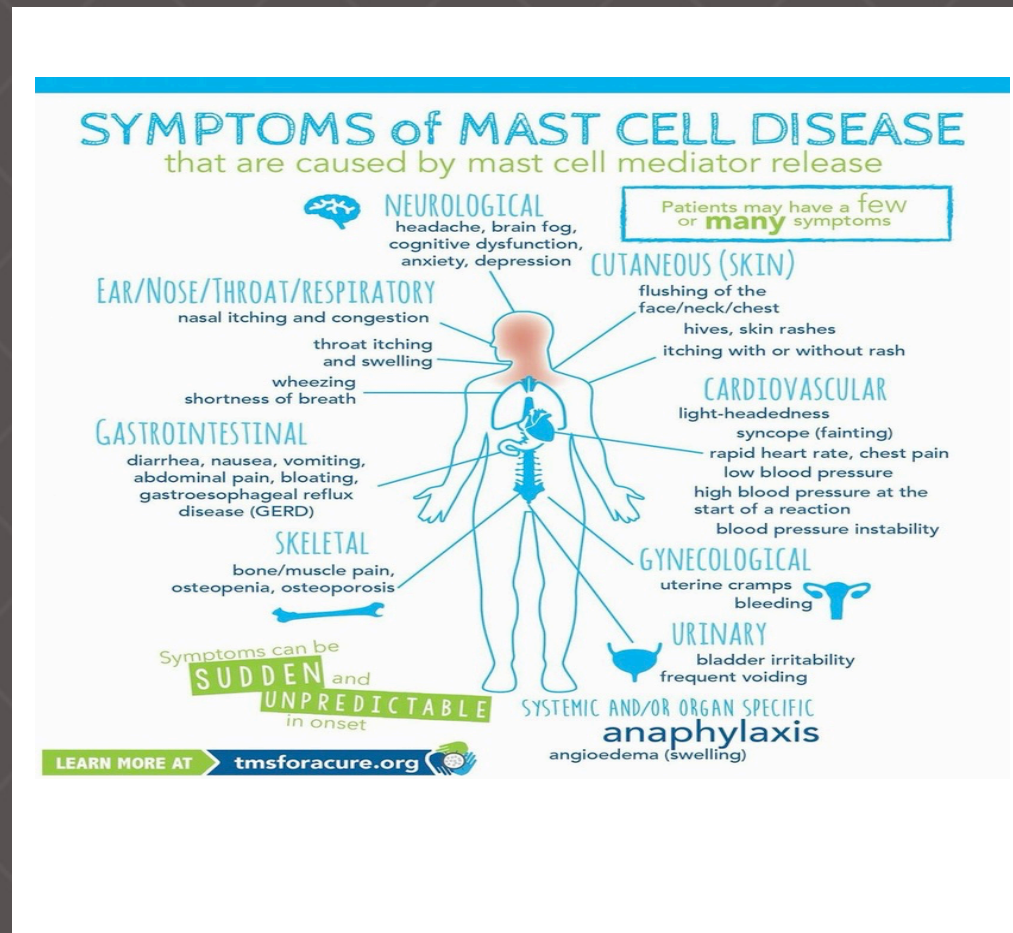 SYMPTOMS of MAST CELL DISEASE
that are caused by mast cell mediator release
NEUROLOGICAL
headache, brain fog,
cognitive dysfunction,
anxiety, depression
Patients may have a few
or many symptoms
CUTANEOUS (SKIN)
flushing of the
face/neck/chest
hives, skin rashes
itching with or without rash
EAR/NOSE/THROAT/RESPIRATORY
nasal itching and congestion
throat itching
and swelling
wheezing
shortness of breath
CARDIOVASCULAR
light-headedness
syncope (fainting)
rapid heart rate, chest pain
low blood pressure
high blood pressure at the
start of a reaction
blood pressure instability
GASTROINTESTINAL
diarrhea, nausea, vomiting,
abdominal pain, bloating,
gastroesophageal reflux
disease (GERD)
SKELETAL
bone/muscle pain,
osteopenia, osteoporosis
GYNECOLOGICAL
uterine cramps
bleeding
URINARY
bladder irritability
frequent voiding
Symptoms can be
SUDDEN and
UNPREDICTABLE
in onset
SYSTEMIC AND/OR ORGAN SPECIFIC
anaphylaxis
angioedema (swelling)
LEARN MORE AT tmsforacure.org